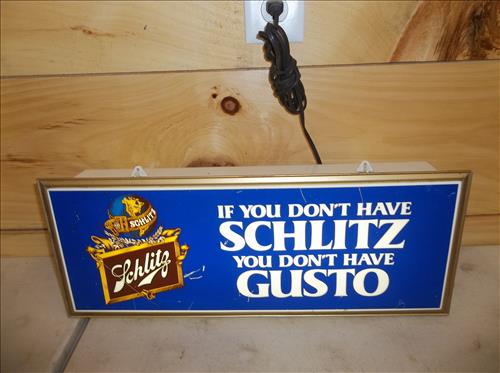 SCHLITZ
Schlitz
IF YOU DON'T HAVE
SCHLITZ
YOU DON'T HAVE
GUSTO